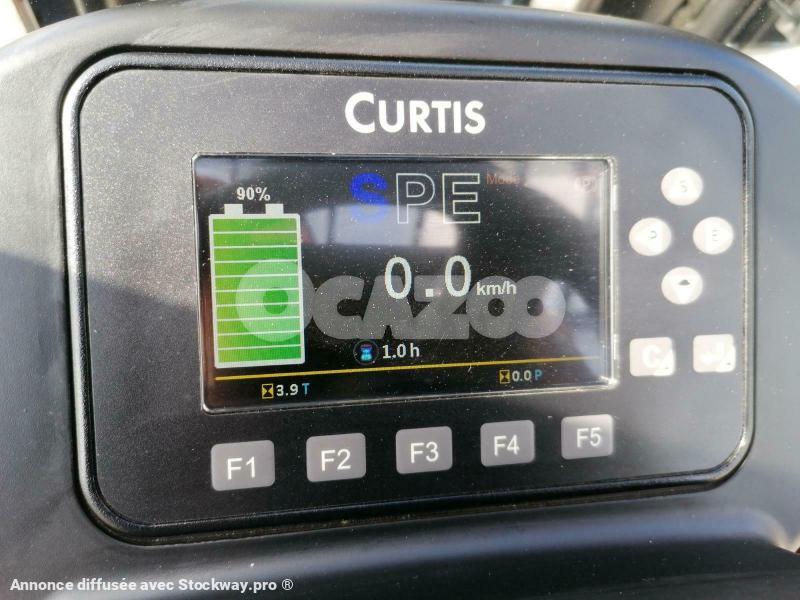 CURTIS
90%
SPE
Mode
0.0 km/h
OCAZOO
1.0 h
3.9 T
0.0 P
F1 F2 F3 F4 F5
Annonce diffusée avec Stockway.pro ®